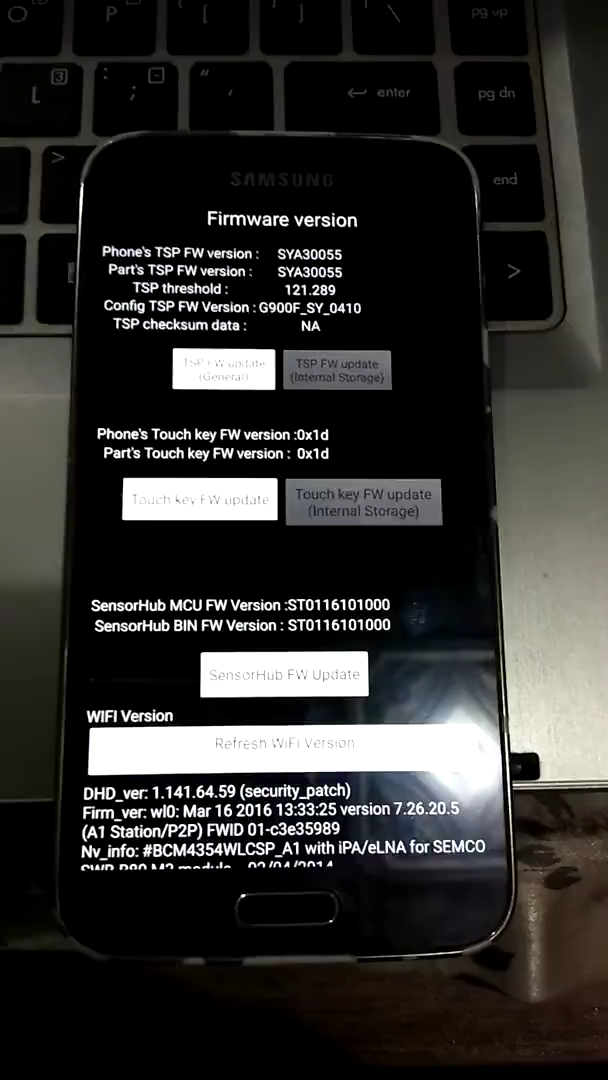 O
P
[
]
\
pg up
L
3
:
;
-
"
'
enter
pg dn
>
end
>
SAMSUNG
Firmware version
Phone's TSP FW version : SYA30055
Part's TSP FW version : SYA30055
TSP threshold : 121.289
Config TSP FW Version : G900F_SY_0410
TSP checksum data : NA
TSP FW update
(General)
TSP FW update
(Internal Storage)
Phone's Touch key FW version :0x1d
Part's Touch key FW version : 0x1d
Touch key FW update
Touch key FW update
(Internal Storage)
SensorHub MCU FW Version :ST0116101000
SensorHub BIN FW Version : ST0116101000
SensorHub FW Update
WIFI Version
Refresh WiFi Version
DHD_ver: 1.141.64.59 (security_patch)
Firm_ver: wl0: Mar 16 2016 13:33:25 version 7.26.20.5
(A1 Station/P2P) FWID 01-c3e35989
Nv_info: #BCM4354WLCSP_A1 with iPA/eLNA for SEMCO